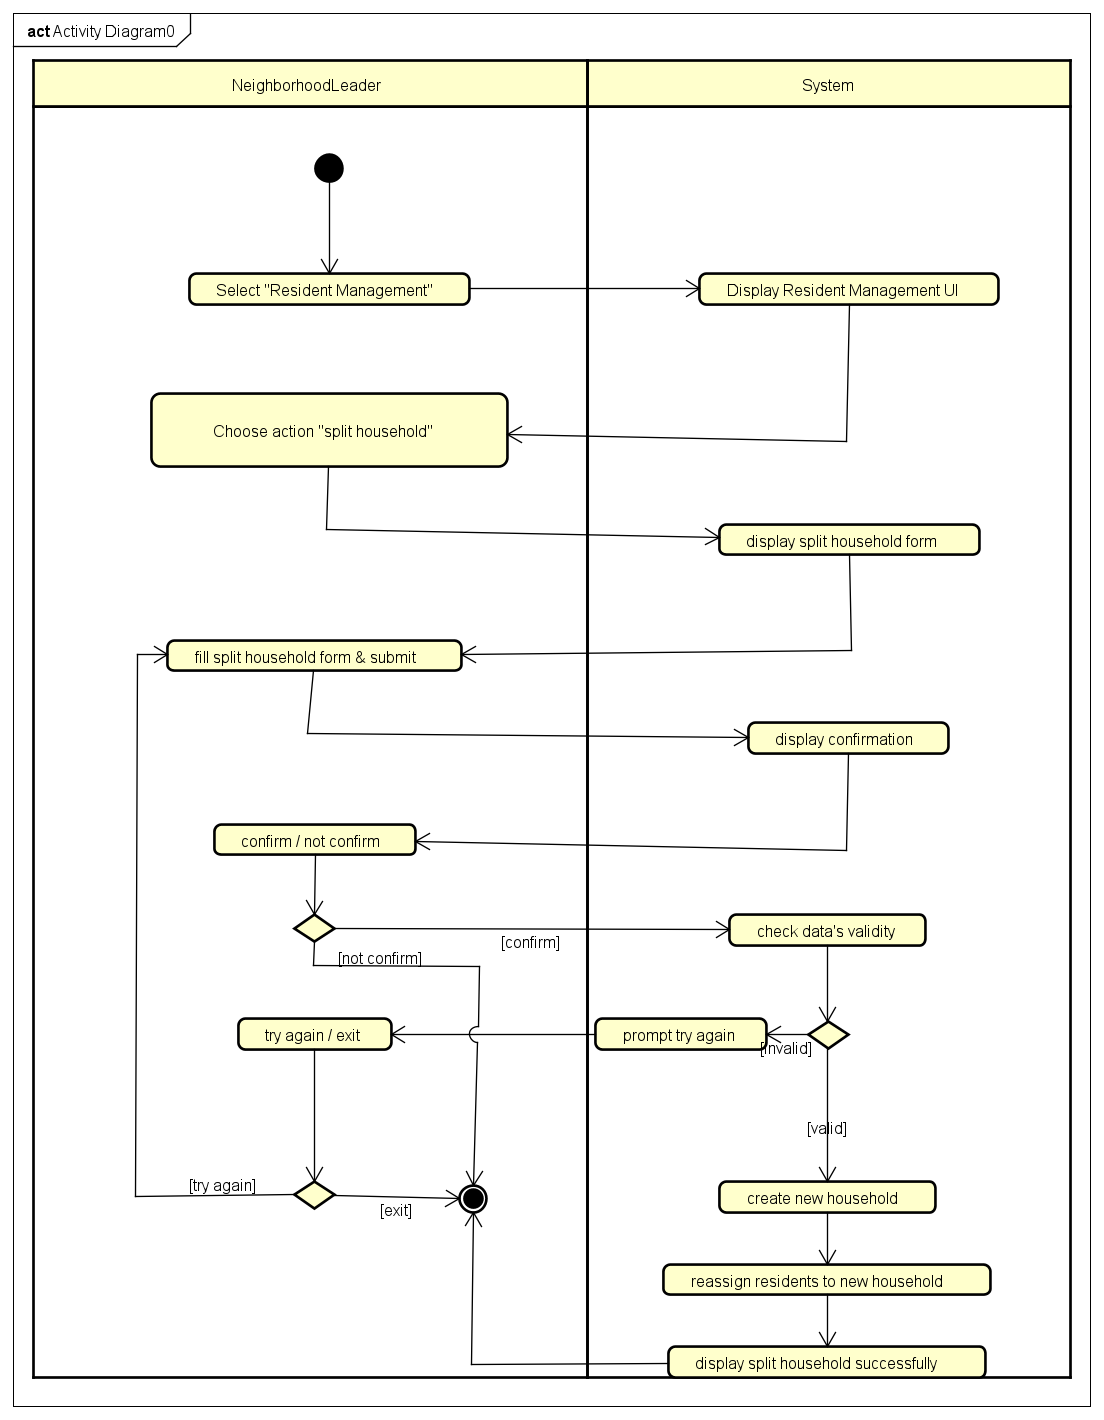 act Activity Diagram0
NeighborhoodLeader
System
Select "Resident Management"
Display Resident Management UI
Choose action "split household"
display split household form
fill split household form & submit
display confirmation
confirm / not confirm
check data's validity
[confirm]
[not confirm]
try again / exit
prompt try again
[invalid]
[valid]
[try again]
create new household
[exit]
reassign residents to new household
display split household successfully